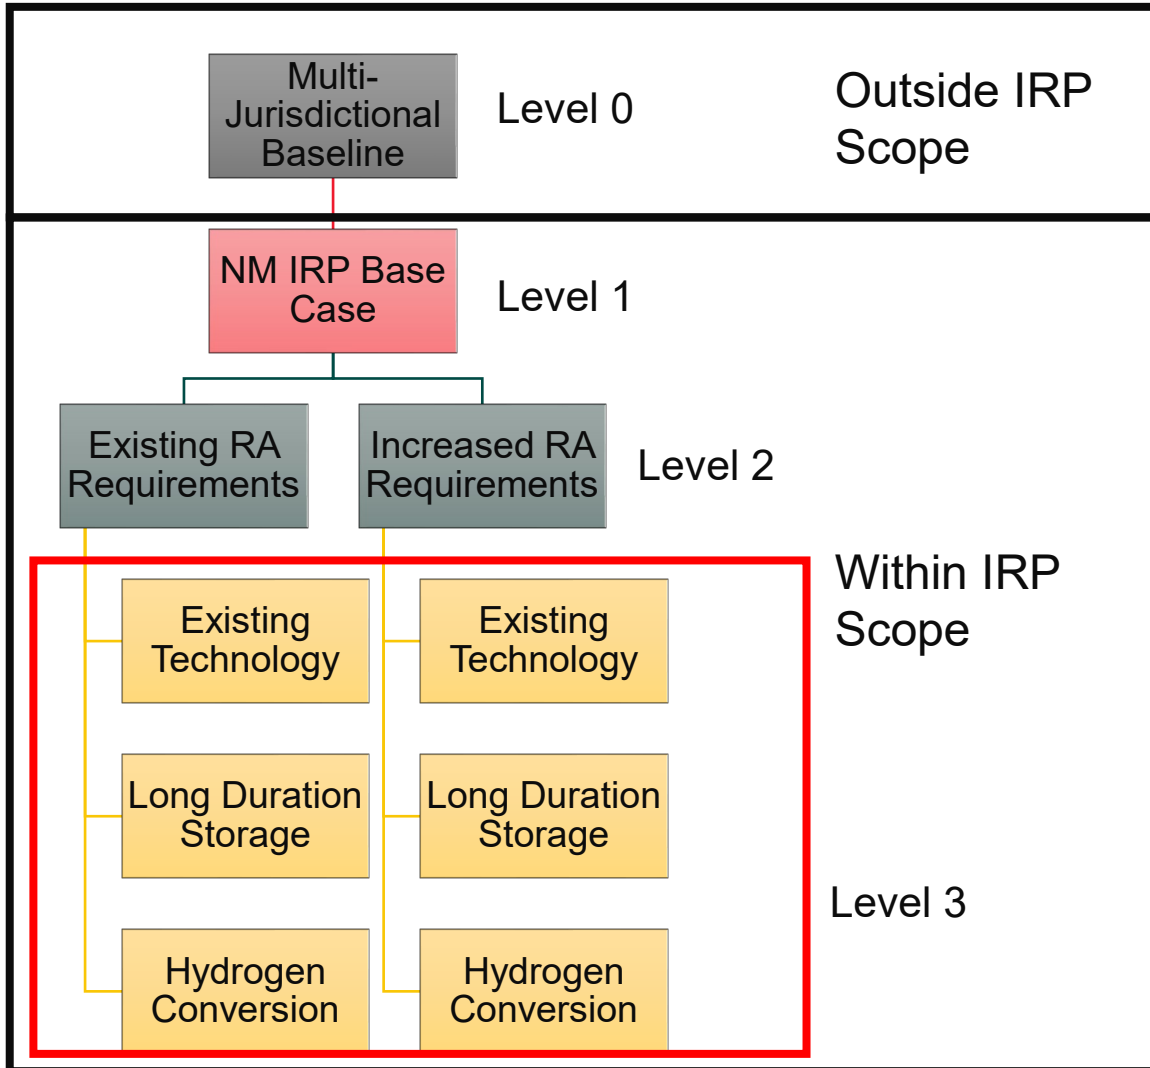 Multi-
Jurisdictional
Baseline
Level 0
Outside IRP
Scope
NM IRP Base
Case
Level 1
Existing RA
Requirements
Increased RA
Requirements
Level 2
Within IRP
Scope
Existing
Technology
Existing
Technology
Long Duration
Storage
Long Duration
Storage
Level 3
Hydrogen
Conversion
Hydrogen
Conversion